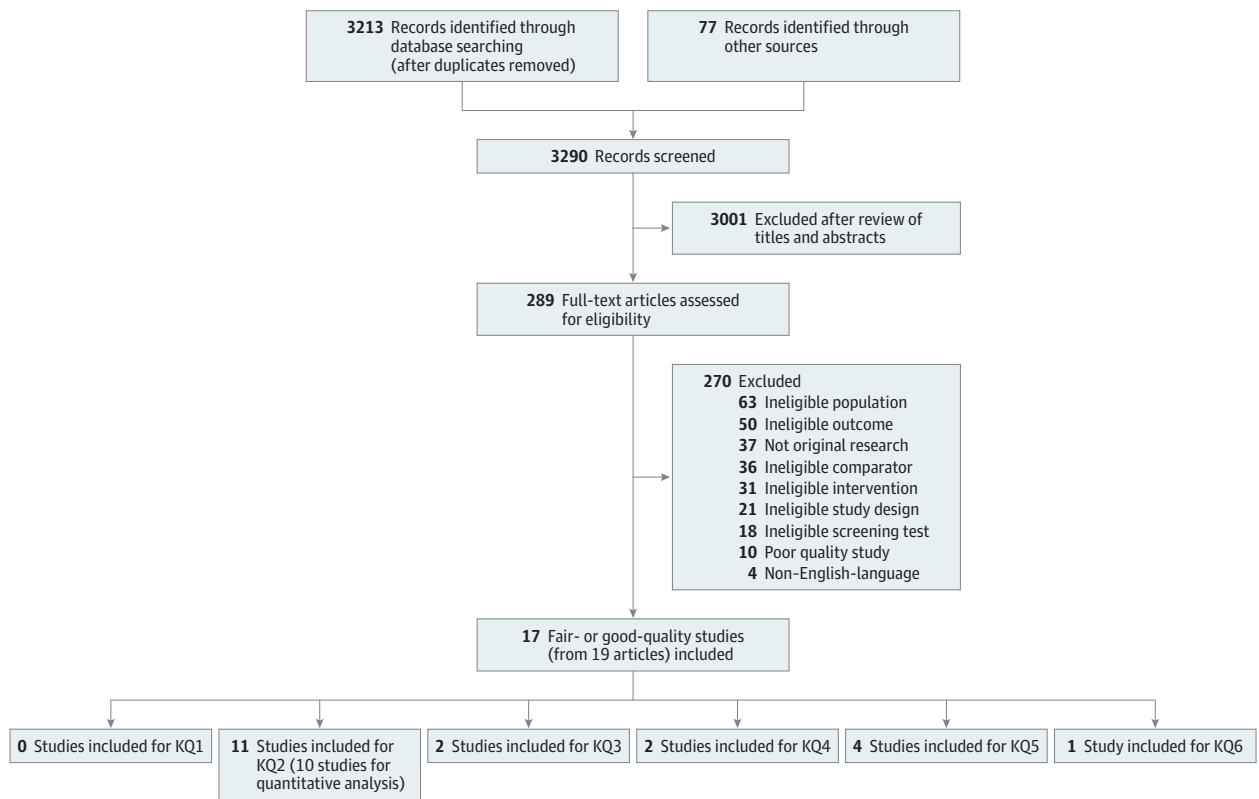 3213 Records identified through
database searching
(after duplicates removed)
77 Records identified through
other sources
3290 Records screened
3001 Excluded after review of
titles and abstracts
289 Full-text articles assessed
for eligibility
270 Excluded
63 Ineligible population
50 Ineligible outcome
37 Not original research
36 Ineligible comparator
31 Ineligible intervention
21 Ineligible study design
18 Ineligible screening test
10 Poor quality study
4 Non-English-language
17 Fair- or good-quality studies
(from 19 articles) included
0 Studies included for KQ1
11 Studies included for
KQ2 (10 studies for
quantitative analysis)
2 Studies included for KQ3
2 Studies included for KQ4
4 Studies included for KQ5
1 Study included for KQ6